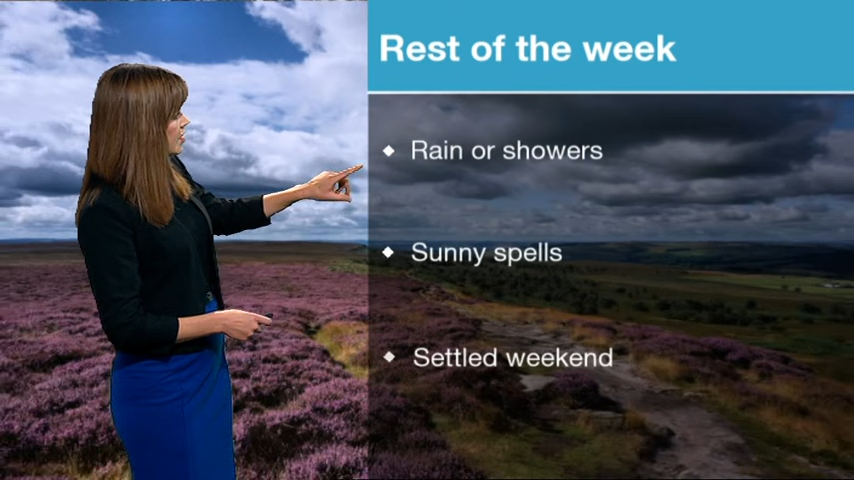 Rest of the week
Rain or showers
Sunny spells
Settled weekend